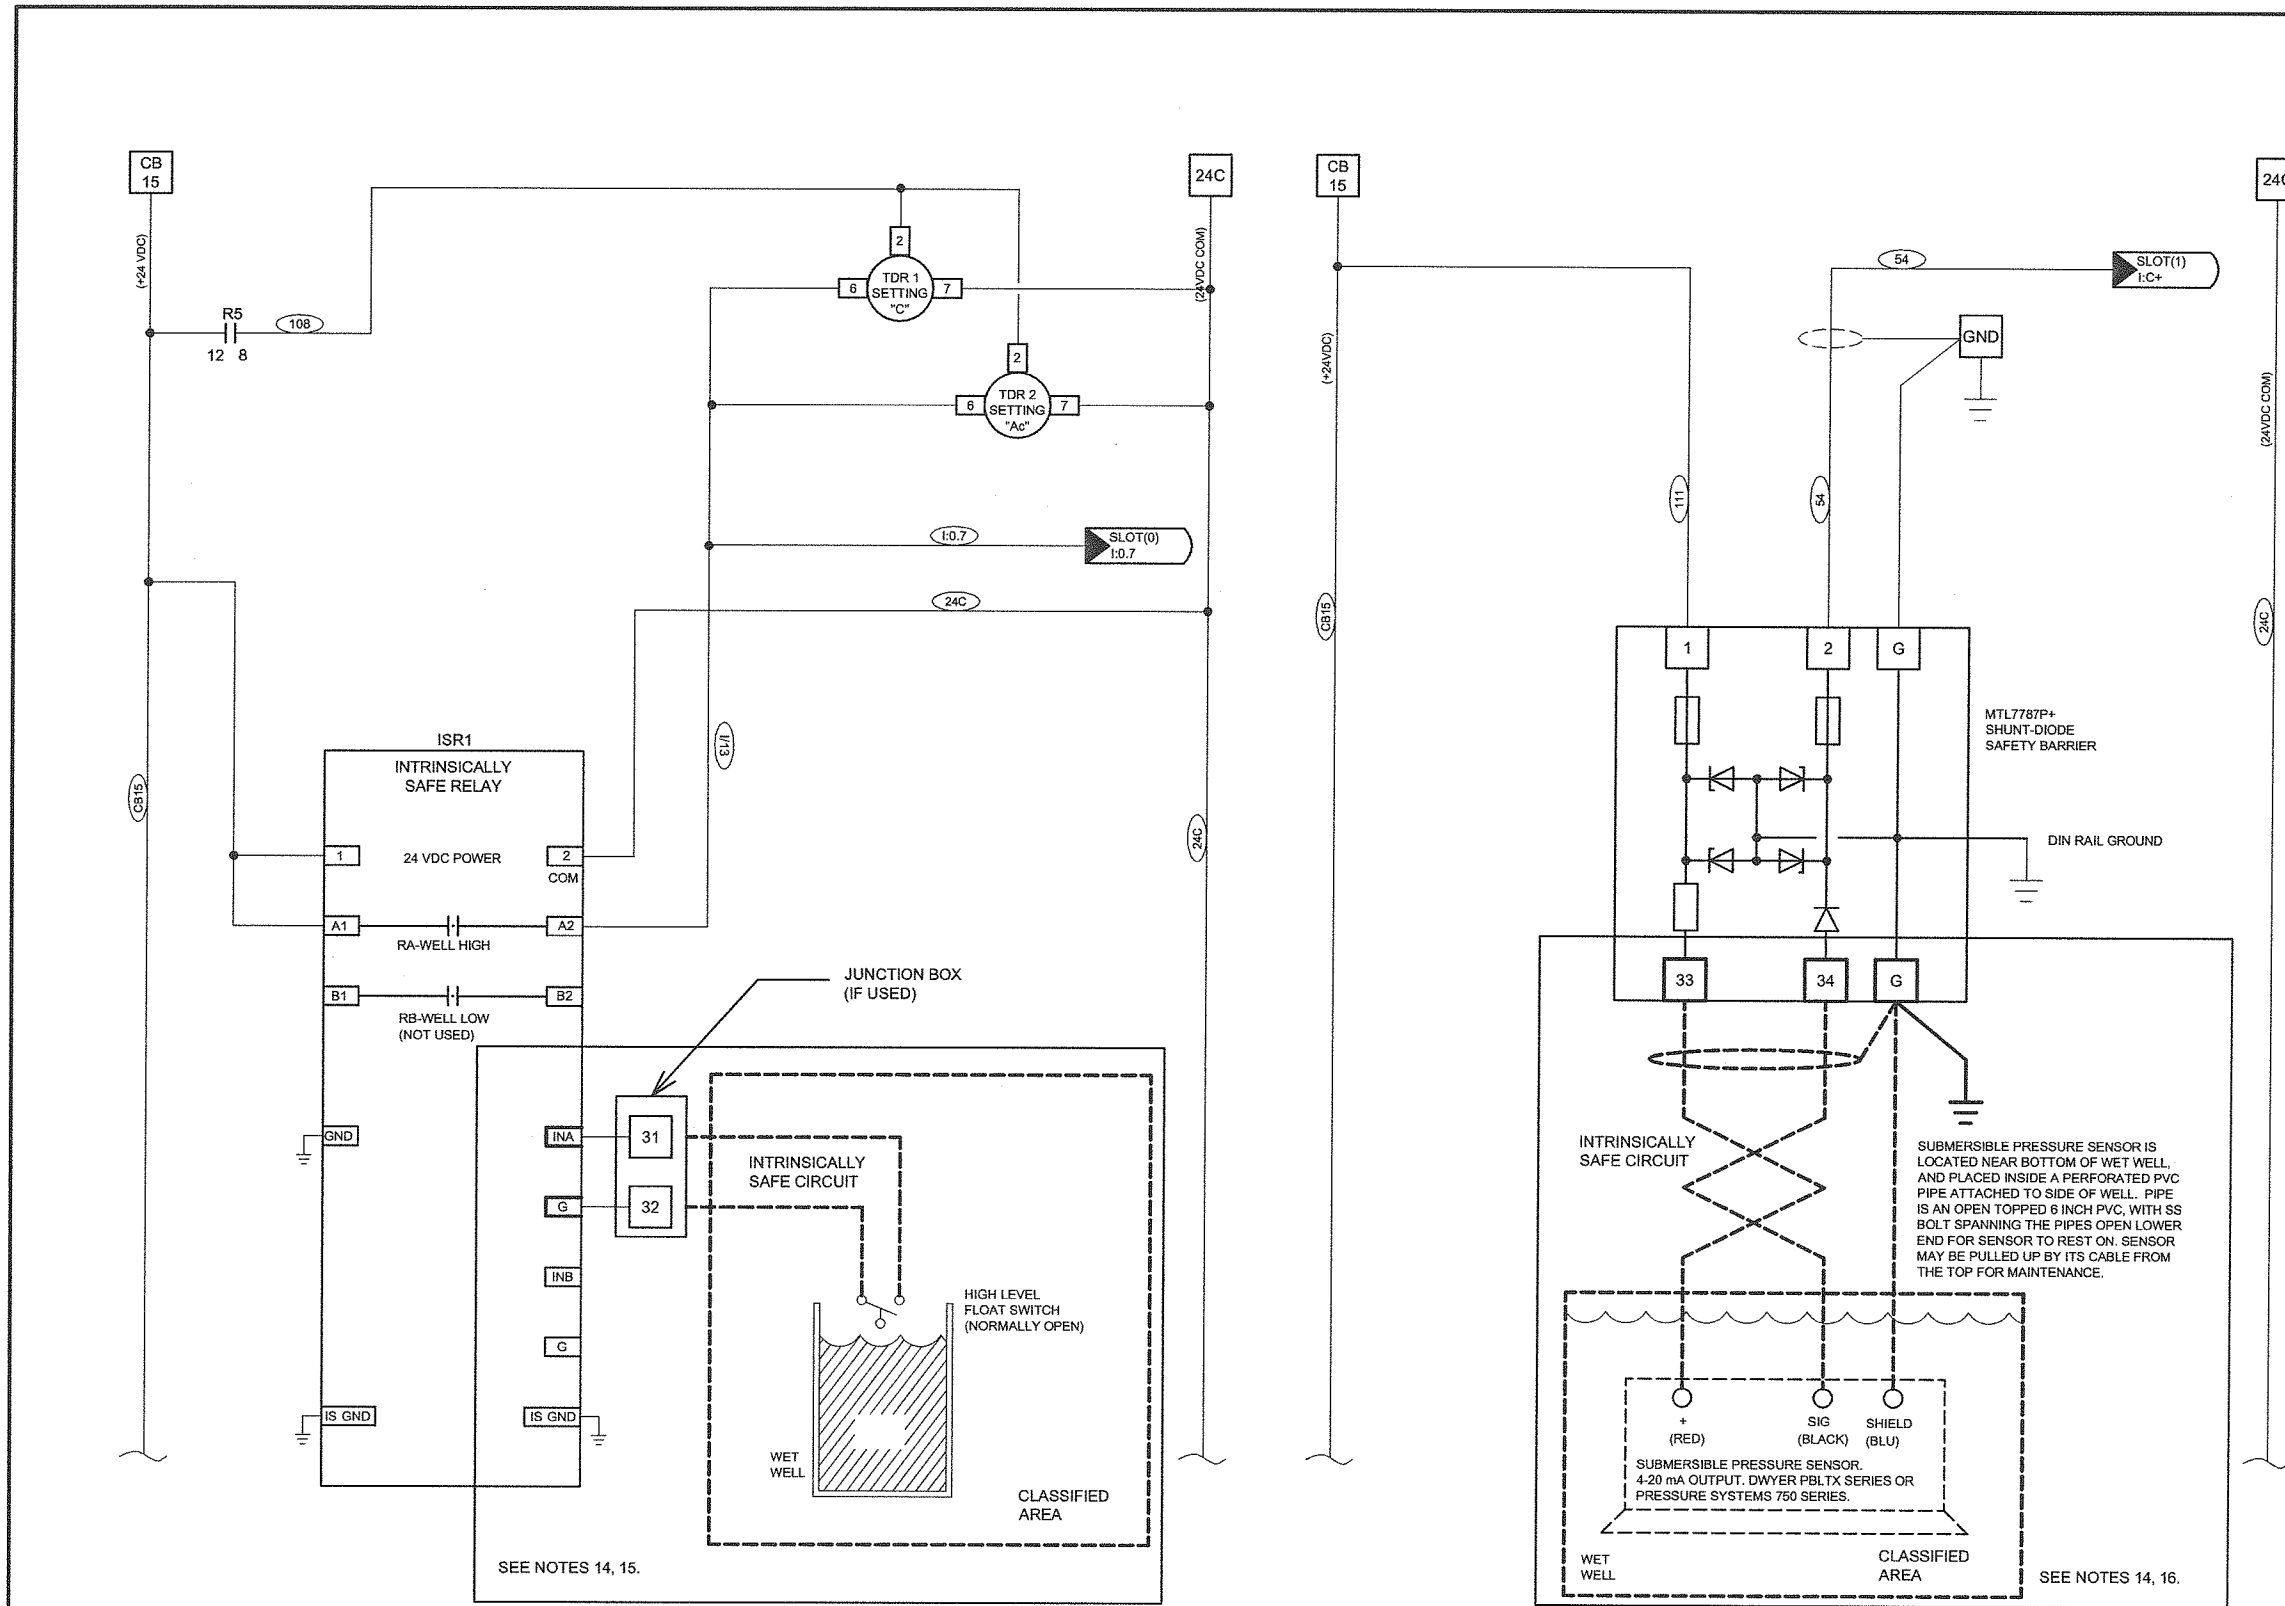 CB
15
24C
(+24 VDC)
(24VDC COM)
R5
12 8
108
2
TDR 1
SETTING
"C"
6
7
2
TDR 2
SETTING
"Ac"
6
7
I:0.7
SLOT(0)
I:0.7
24C
I/13
CB15
24C
ISR1
INTRINSICALLY
SAFE RELAY
1
24 VDC POWER
2
COM
A1
A2
RA-WELL HIGH
B1
B2
RB-WELL LOW
(NOT USED)
JUNCTION BOX
(IF USED)
GND
INA
31
G
32
INTRINSICALLY
SAFE CIRCUIT
INB
G
HIGH LEVEL
FLOAT SWITCH
(NORMALLY OPEN)
IS GND
IS GND
WET
WELL
CLASSIFIED
AREA
SEE NOTES 14, 15.
CB
15
24C
(+24VDC)
(24VDC COM)
54
SLOT(1)
I:C+
GND
111
54
CB15
24C
1
2
G
MTL7787P+
SHUNT-DIODE
SAFETY BARRIER
DIN RAIL GROUND
33
34
G
INTRINSICALLY
SAFE CIRCUIT
SUBMERSIBLE PRESSURE SENSOR IS
LOCATED NEAR BOTTOM OF WET WELL,
AND PLACED INSIDE A PERFORATED PVC
PIPE ATTACHED TO SIDE OF WELL. PIPE
IS AN OPEN TOPPED 6 INCH PVC, WITH SS
BOLT SPANNING THE PIPES OPEN LOWER
END FOR SENSOR TO REST ON. SENSOR
MAY BE PULLED UP BY ITS CABLE FROM
THE TOP FOR MAINTENANCE.
+
(RED)
SIG
(BLACK)
SHIELD
(BLU)
SUBMERSIBLE PRESSURE SENSOR.
4-20 mA OUTPUT. DWYER PBLTX SERIES OR
PRESSURE SYSTEMS 750 SERIES.
WET
WELL
CLASSIFIED
AREA
SEE NOTES 14, 16.